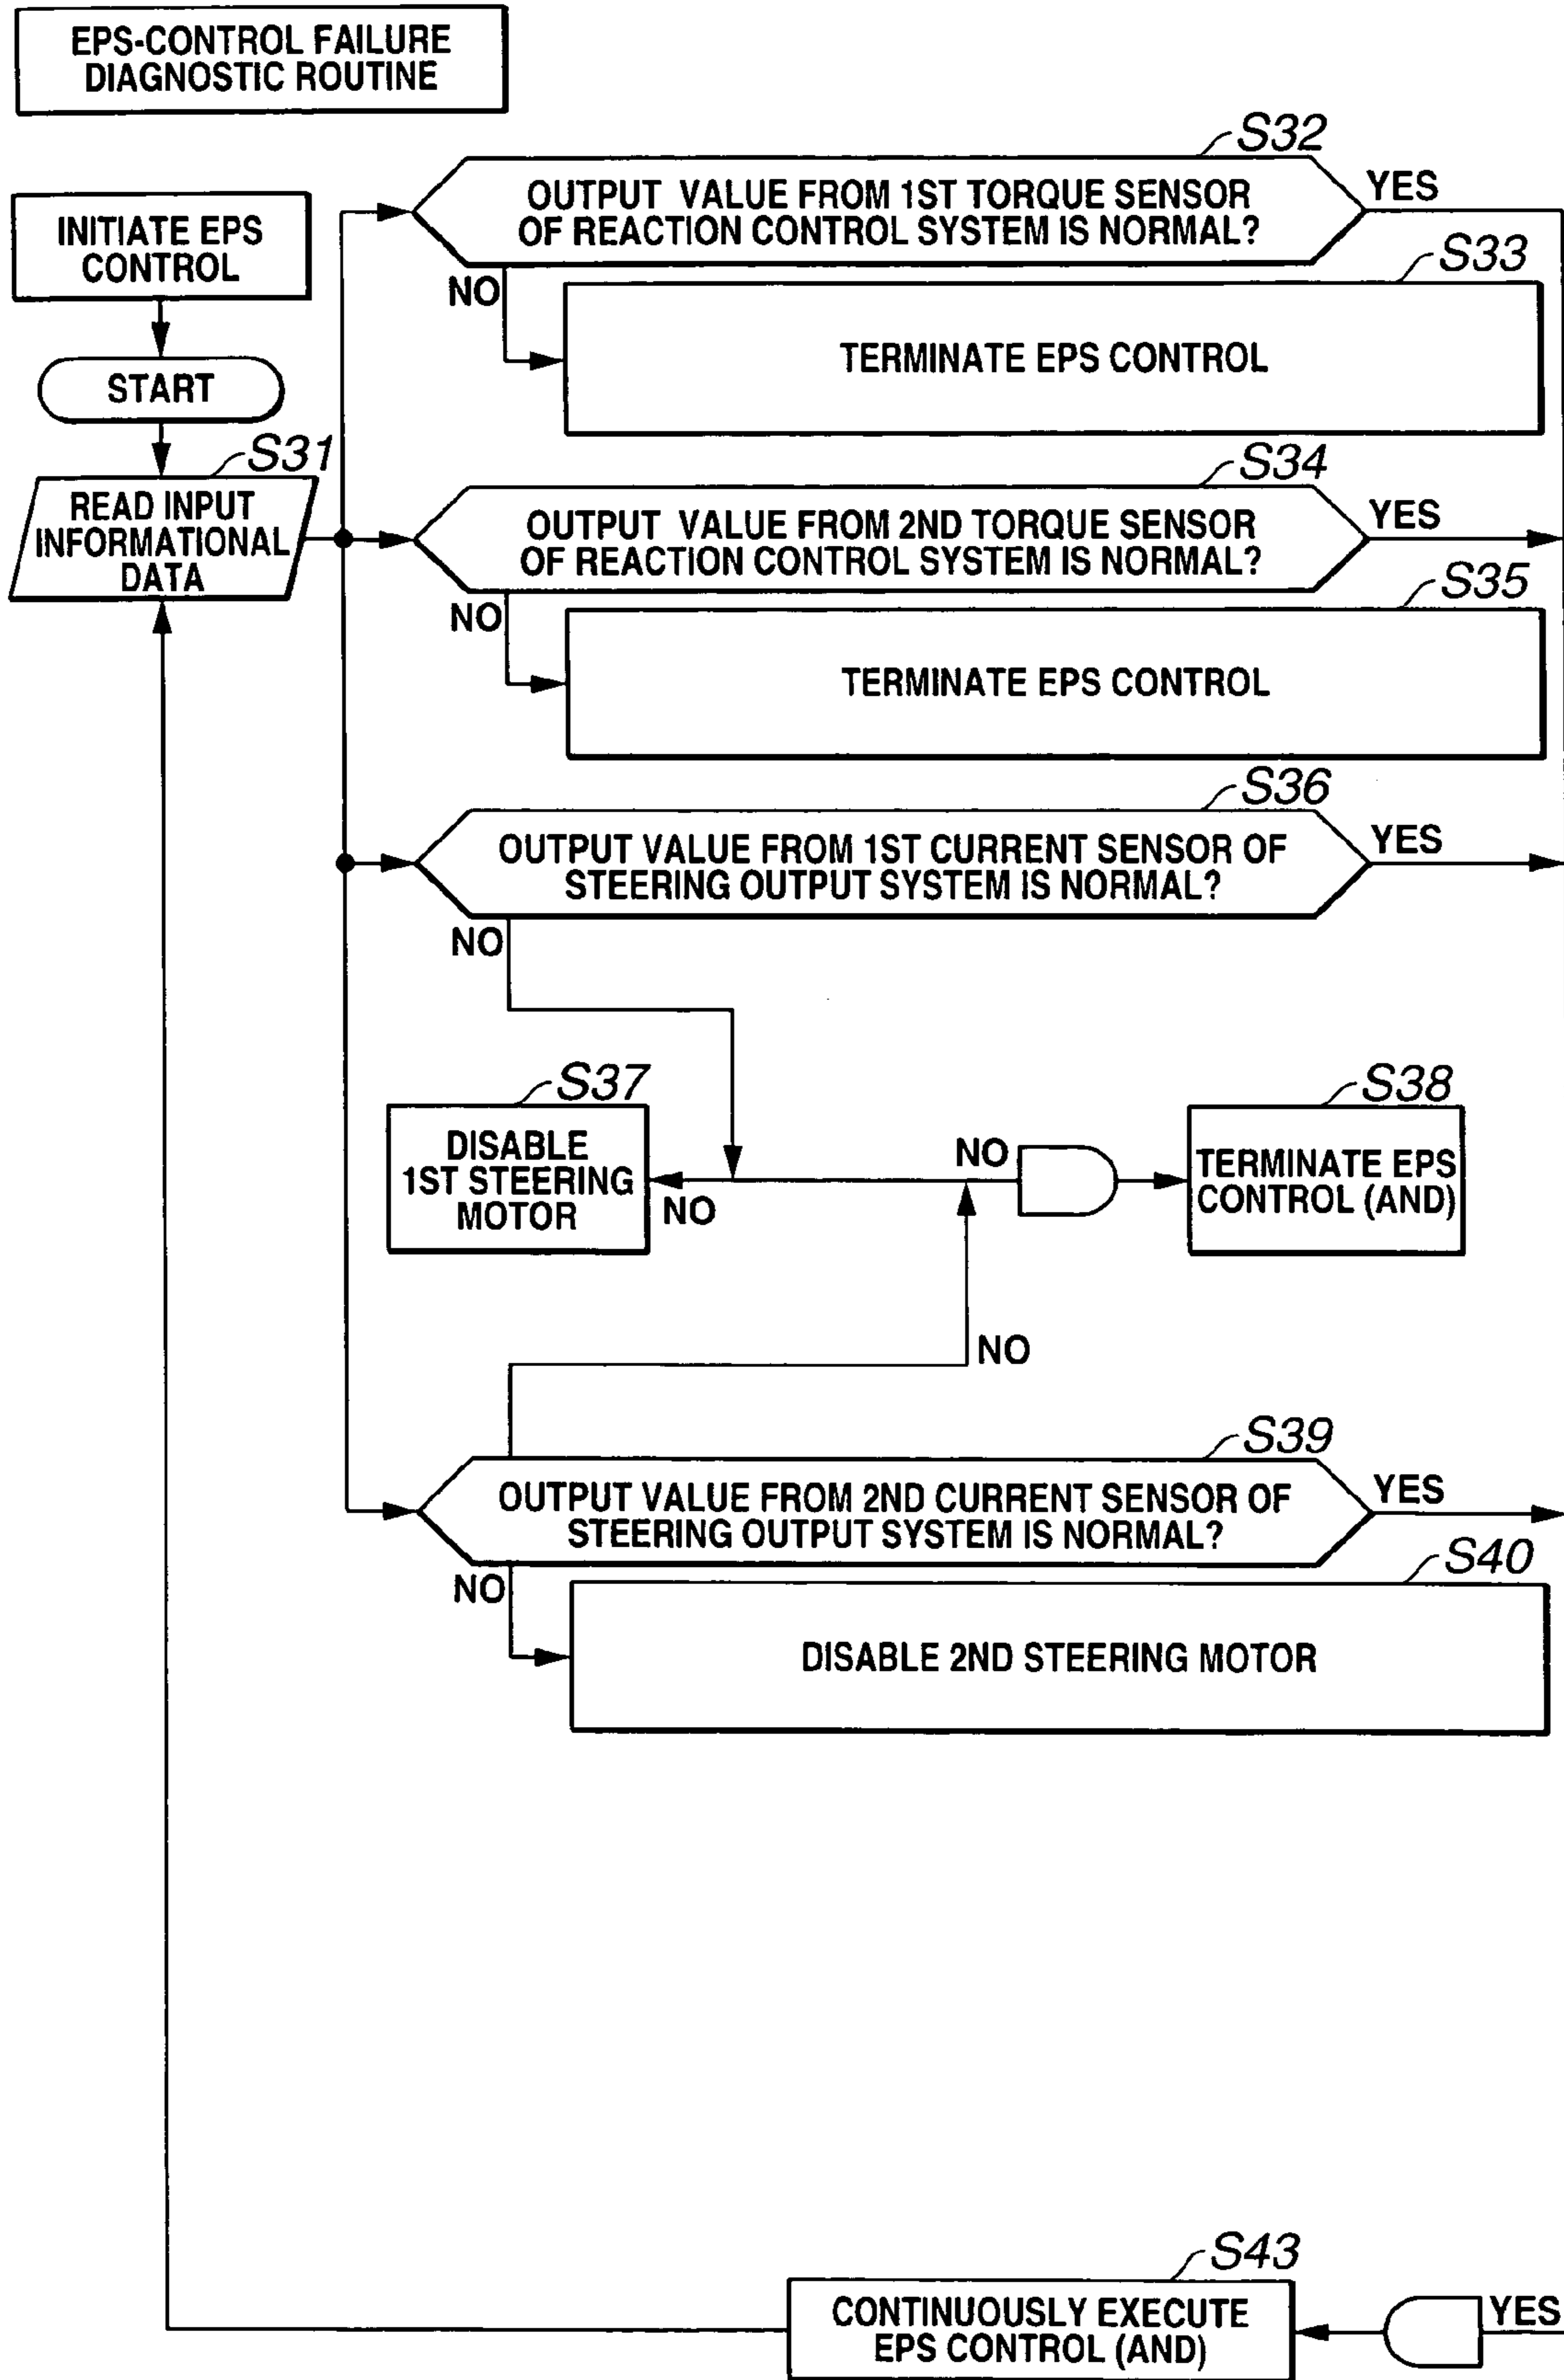 EPS-CONTROL FAILURE
DIAGNOSTIC ROUTINE
INITIATE EPS
CONTROL
START
S31
READ INPUT
INFORMATIONAL
DATA
S32
OUTPUT VALUE FROM 1ST TORQUE SENSOR
OF REACTION CONTROL SYSTEM IS NORMAL?
YES
NO
S33
TERMINATE EPS CONTROL
S34
OUTPUT VALUE FROM 2ND TORQUE SENSOR
OF REACTION CONTROL SYSTEM IS NORMAL?
YES
NO
S35
TERMINATE EPS CONTROL
S36
OUTPUT VALUE FROM 1ST CURRENT SENSOR OF
STEERING OUTPUT SYSTEM IS NORMAL?
YES
NO
S37
DISABLE
1ST STEERING
MOTOR
NO
NO
S38
TERMINATE EPS
CONTROL (AND)
NO
S39
OUTPUT VALUE FROM 2ND CURRENT SENSOR OF
STEERING OUTPUT SYSTEM IS NORMAL?
YES
NO
S40
DISABLE 2ND STEERING MOTOR
S43
CONTINUOUSLY EXECUTE
EPS CONTROL (AND)
YES